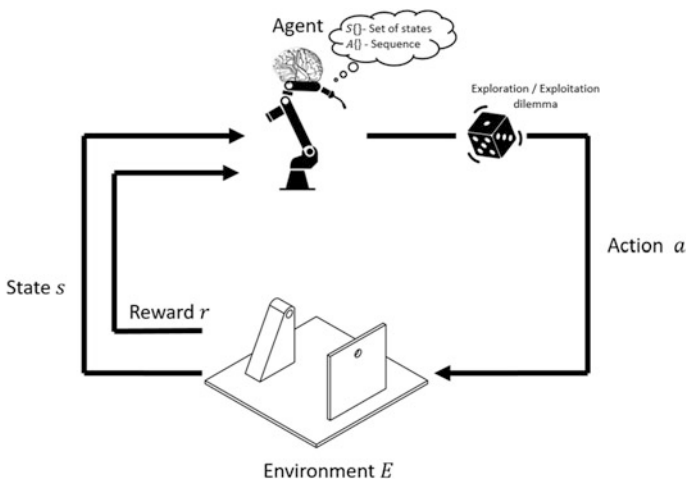 Agent
S{}- Set of states
A{} - Sequence
Exploration / Exploitation
dilemma
Action a
State s
Reward r
Environment E